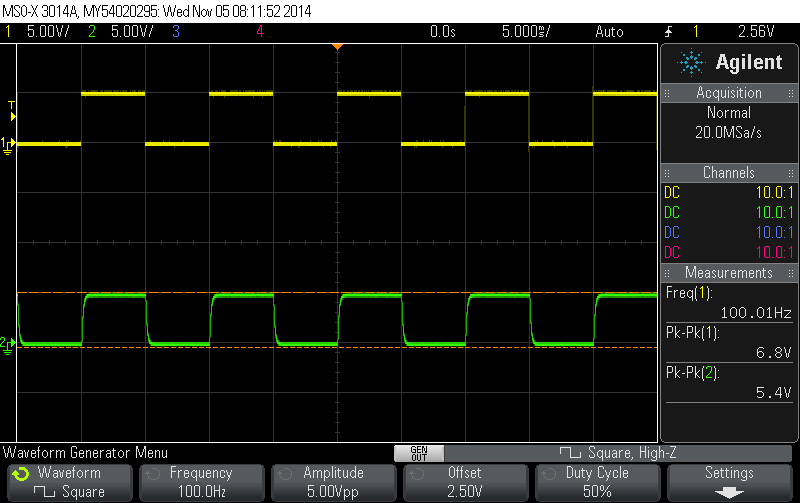 MSO-X 3014A, MY54020295: Wed Nov 05 08:11:52 2014
1 5.00V/ 2 5.00V/ 3 4 0.0s 5.000ms/ Auto 1 2.56V
Agilent
Acquisition
Normal
20.0MSa/s
Channels
DC 10.0:1
DC 10.0:1
DC 10.0:1
DC 10.0:1
Measurements
Freq(1):
100.01Hz
Pk-Pk(1):
6.8V
Pk-Pk(2):
5.4V
T
1
2
Waveform Generator Menu
GEN OUT
Square, High-Z
Waveform
Square
Frequency
100.0Hz
Amplitude
5.00Vpp
Offset
2.50V
Duty Cycle
50%
Settings